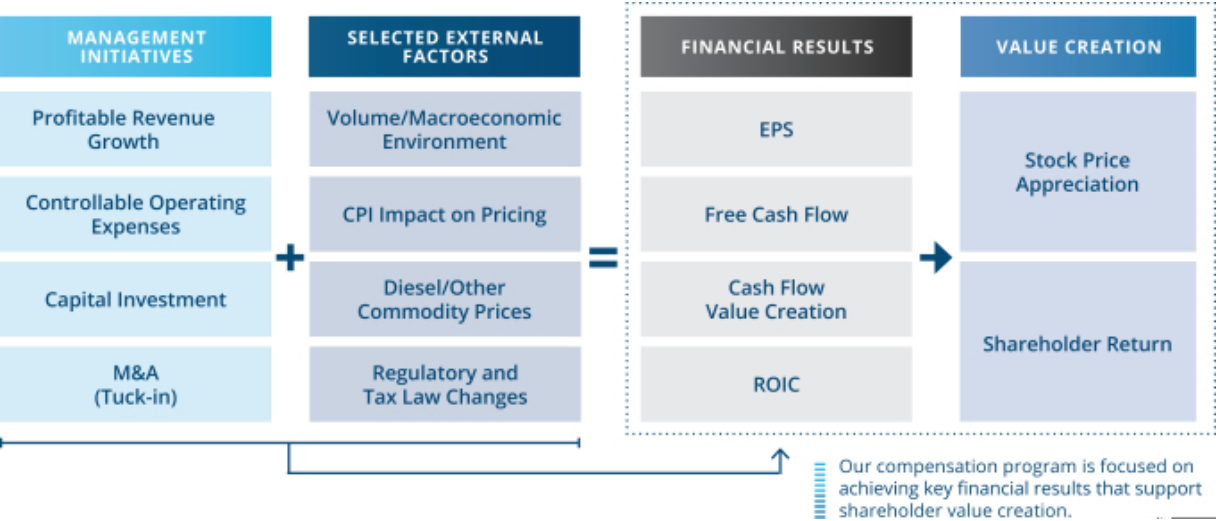 MANAGEMENT
INITIATIVES
Profitable Revenue
Growth
Controllable Operating
Expenses
Capital Investment
M&A
(Tuck-in)
+
SELECTED EXTERNAL
FACTORS
Volume/Macroeconomic
Environment
CPI Impact on Pricing
Diesel/Other
Commodity Prices
Regulatory and
Tax Law Changes
=
FINANCIAL RESULTS
EPS
Free Cash Flow
Cash Flow
Value Creation
ROIC
VALUE CREATION
Stock Price
Appreciation
Shareholder Return
Our compensation program is focused on
achieving key financial results that support
shareholder value creation.